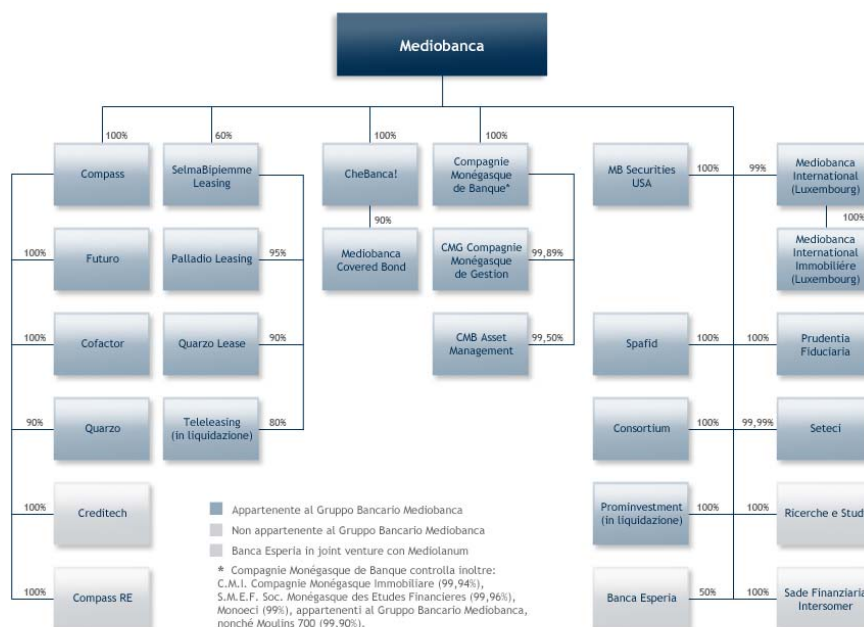 Mediobanca
100%
60%
100%
100%
Compass
SelmaBipiemme
Leasing
CheBanca!
Compagnie
Monégasque
de Banque*
MB Securities
USA
100%
99%
Mediobanca
International
(Luxembourg)
90%
100%
100%
Futuro
Palladio Leasing
95%
Mediobanca
Covered Bond
CMG Compagnie
Monégasque
de Gestion
99,89%
Mediobanca
International
Immobiliére
(Luxembourg)
100%
Cofactor
Quarzo Lease
90%
CMB Asset
Management
99,50%
Spafid
100%
100%
Prudentia
Fiduciaria
90%
Quarzo
Teleleasing
(in liquidazione)
80%
Consortium
100%
99,99%
Seteci
100%
Creditech
Prominvestment
(in liquidazione)
100%
100%
Ricerche e Stud
100%
Compass RE
Banca Esperia
50%
100%
Sade Finanziaria
Intersomer
Appartenente al Gruppo Bancario Mediobanca
Non appartenente al Gruppo Bancario Mediobanca
Banca Esperia in joint venture con Mediolanum
* Compagnie Monégasque de Banque controlla inoltre:
C.M.I. Compagnie Monégasque Immobiliare (99,94%),
S.M.E.F. Soc. Monégasque des Etudes Financieres (99,96%),
Monoeci (99%), appartenenti al Gruppo Bancario Mediobanca,
nonché Moulins 700 (99,90%).